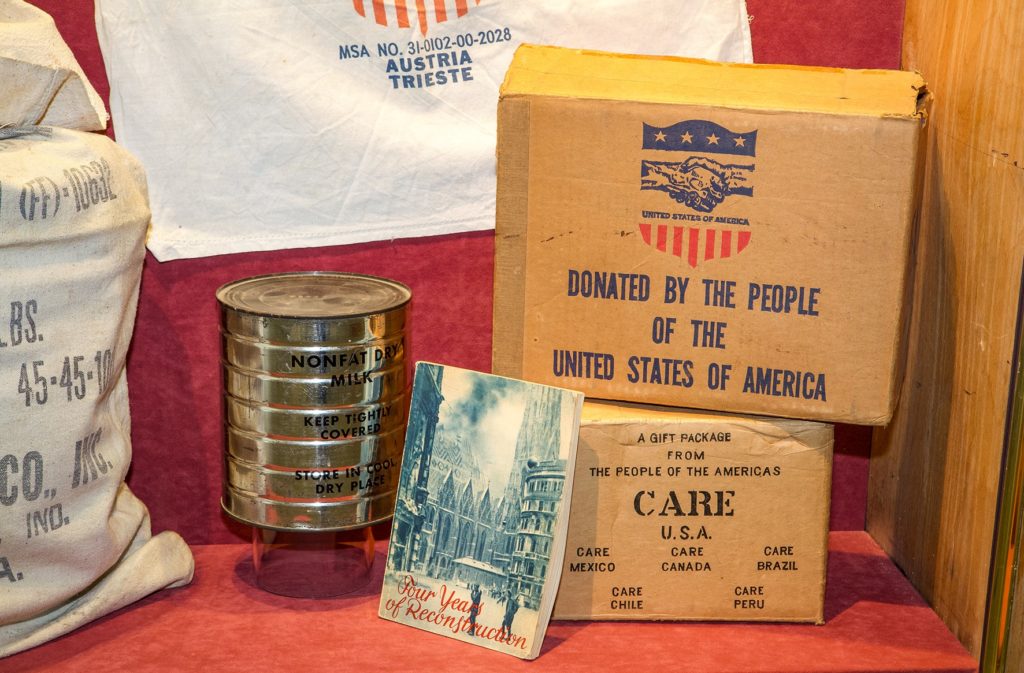 MSA NO. 31-0102-00-2028
AUSTRIA
TRIESTE
(FF)-10632
LBS.
45-45-10
CO., INC.
IND.
A.
NONFAT DRY
MILK
KEEP TIGHTLY
COVERED
STORE IN COOL,
DRY PLACE
Four Years
of Reconstruction
UNITED STATES OF AMERICA
DONATED BY THE PEOPLE
OF THE
UNITED STATES OF AMERICA
A GIFT PACKAGE
FROM
THE PEOPLE OF THE AMERICAS
CARE
U.S.A.
CARE CARE CARE
MEXICO CANADA BRAZIL
CARE CARE
CHILE PERU